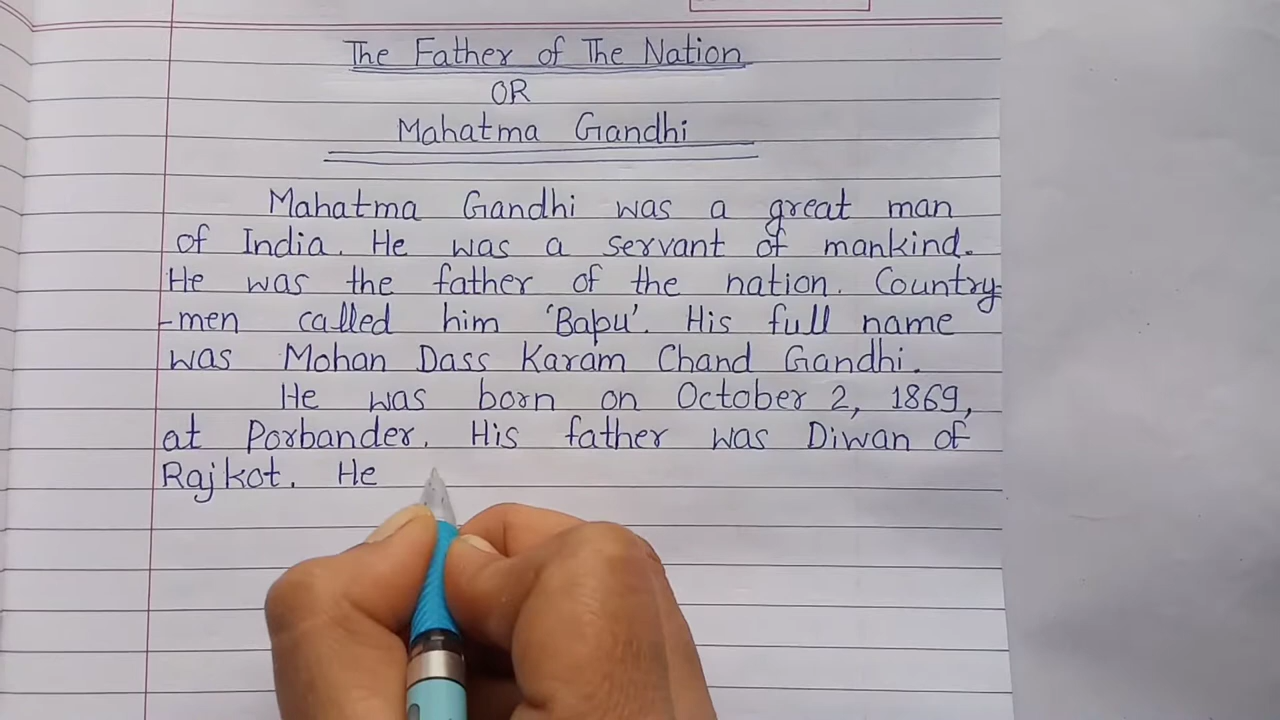 The Father of The Nation
OR
Mahatma Gandhi
Mahatma Gandhi was a great man
of India. He was a servant of mankind.
He was the father of the nation. Country-
-men called him 'Bapu'. His full name
was Mohan Dass Karam Chand Gandhi.
He was born on October 2, 1869,
at Porbander. His father was Diwan of
Rajkot. He